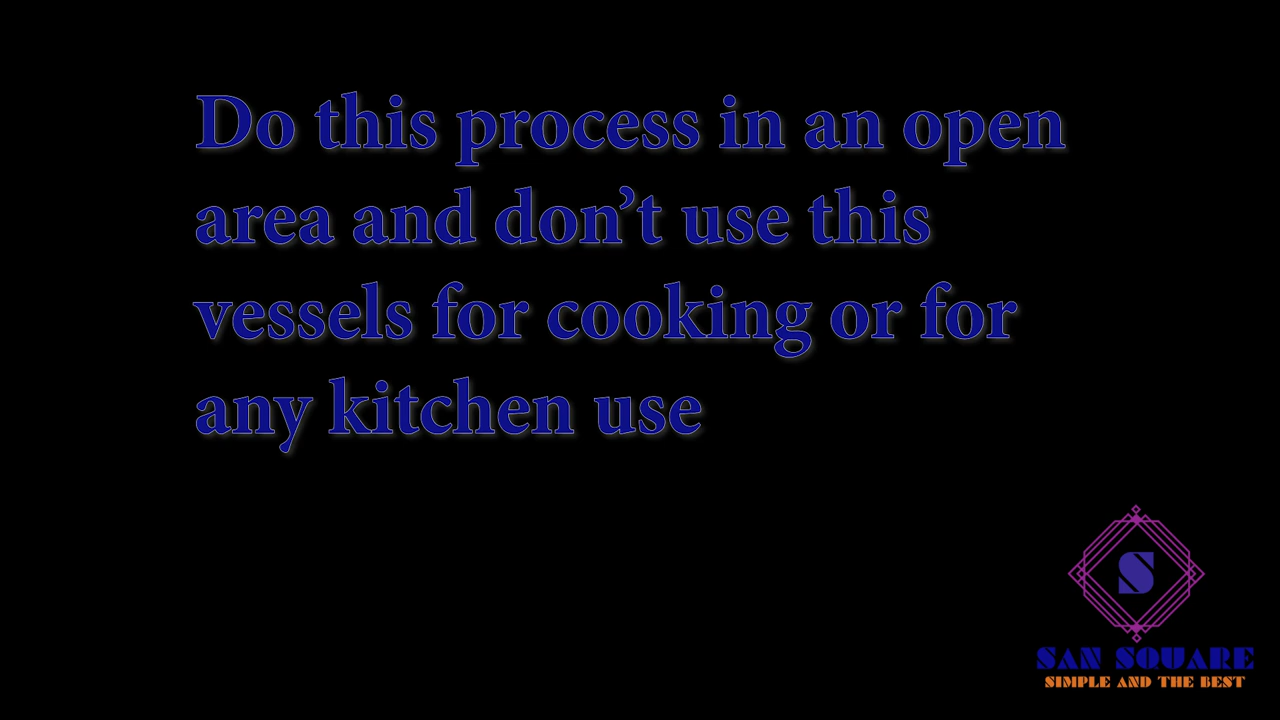 Do this process in an open
area and don’t use this
vessels for cooking or for
any kitchen use
S
SAN SQUARE
SIMPLE AND THE BEST